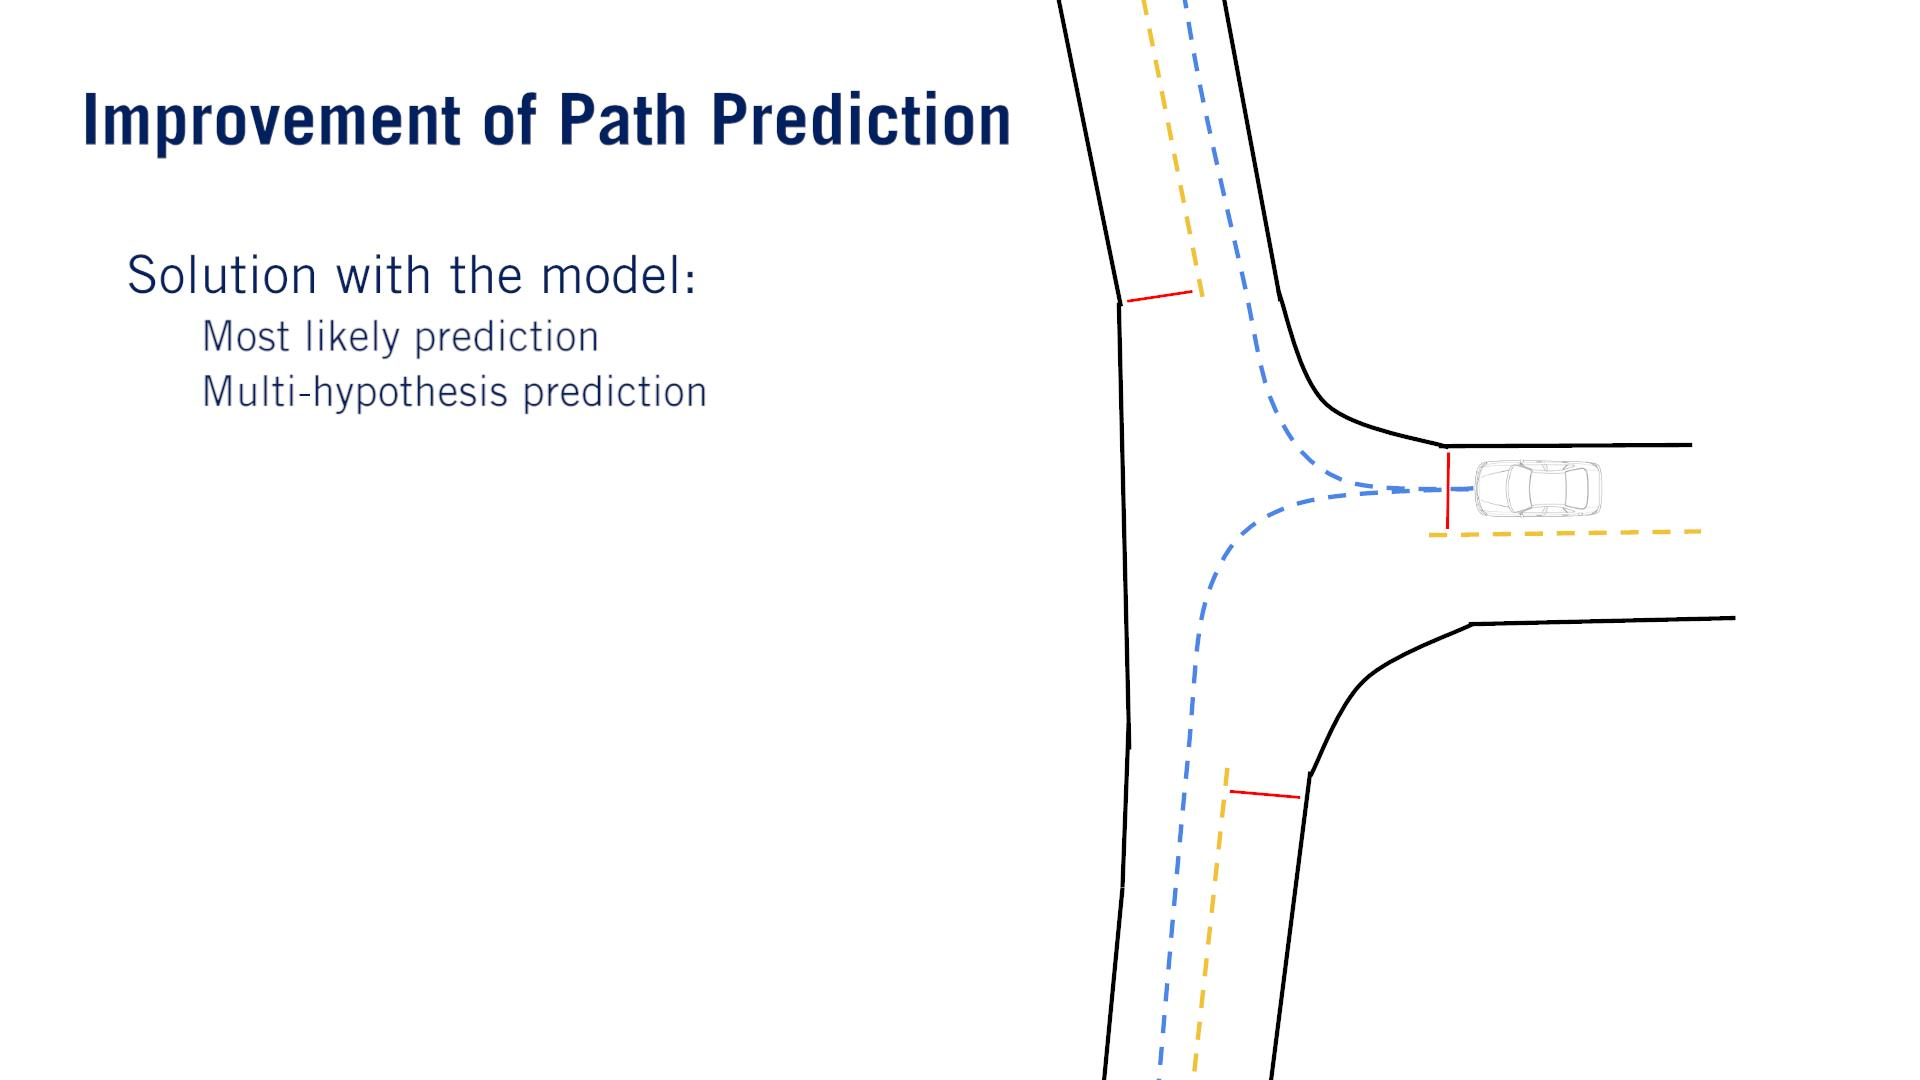 Improvement of Path Prediction
Solution with the model:
Most likely prediction
Multi-hypothesis prediction